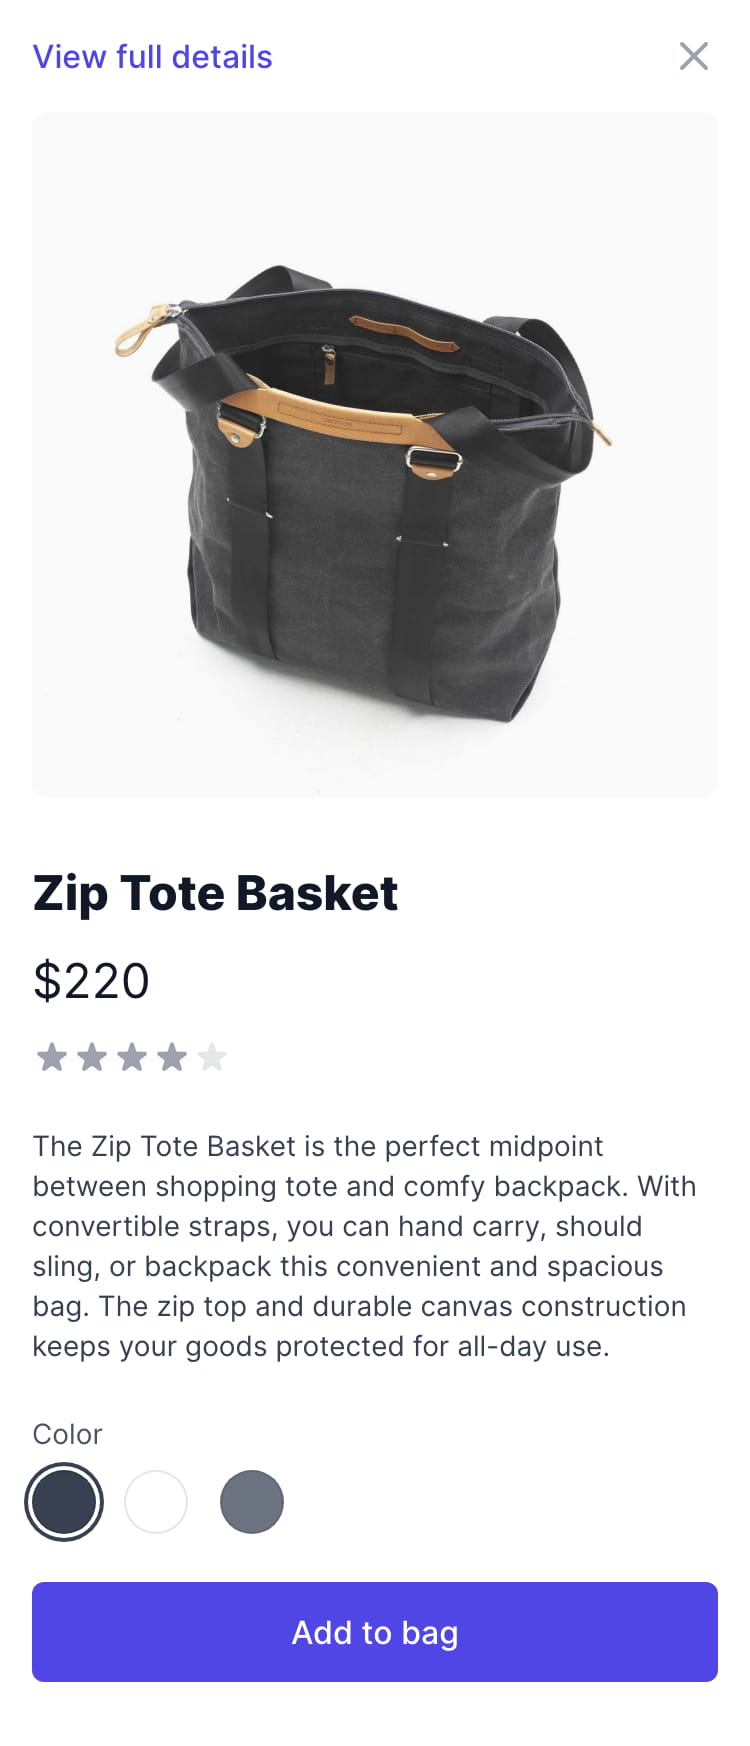 View full details
Zip Tote Basket
$220
The Zip Tote Basket is the perfect midpoint
between shopping tote and comfy backpack. With
convertible straps, you can hand carry, should
sling, or backpack this convenient and spacious
bag. The zip top and durable canvas construction
keeps your goods protected for all-day use.
Color
Add to bag